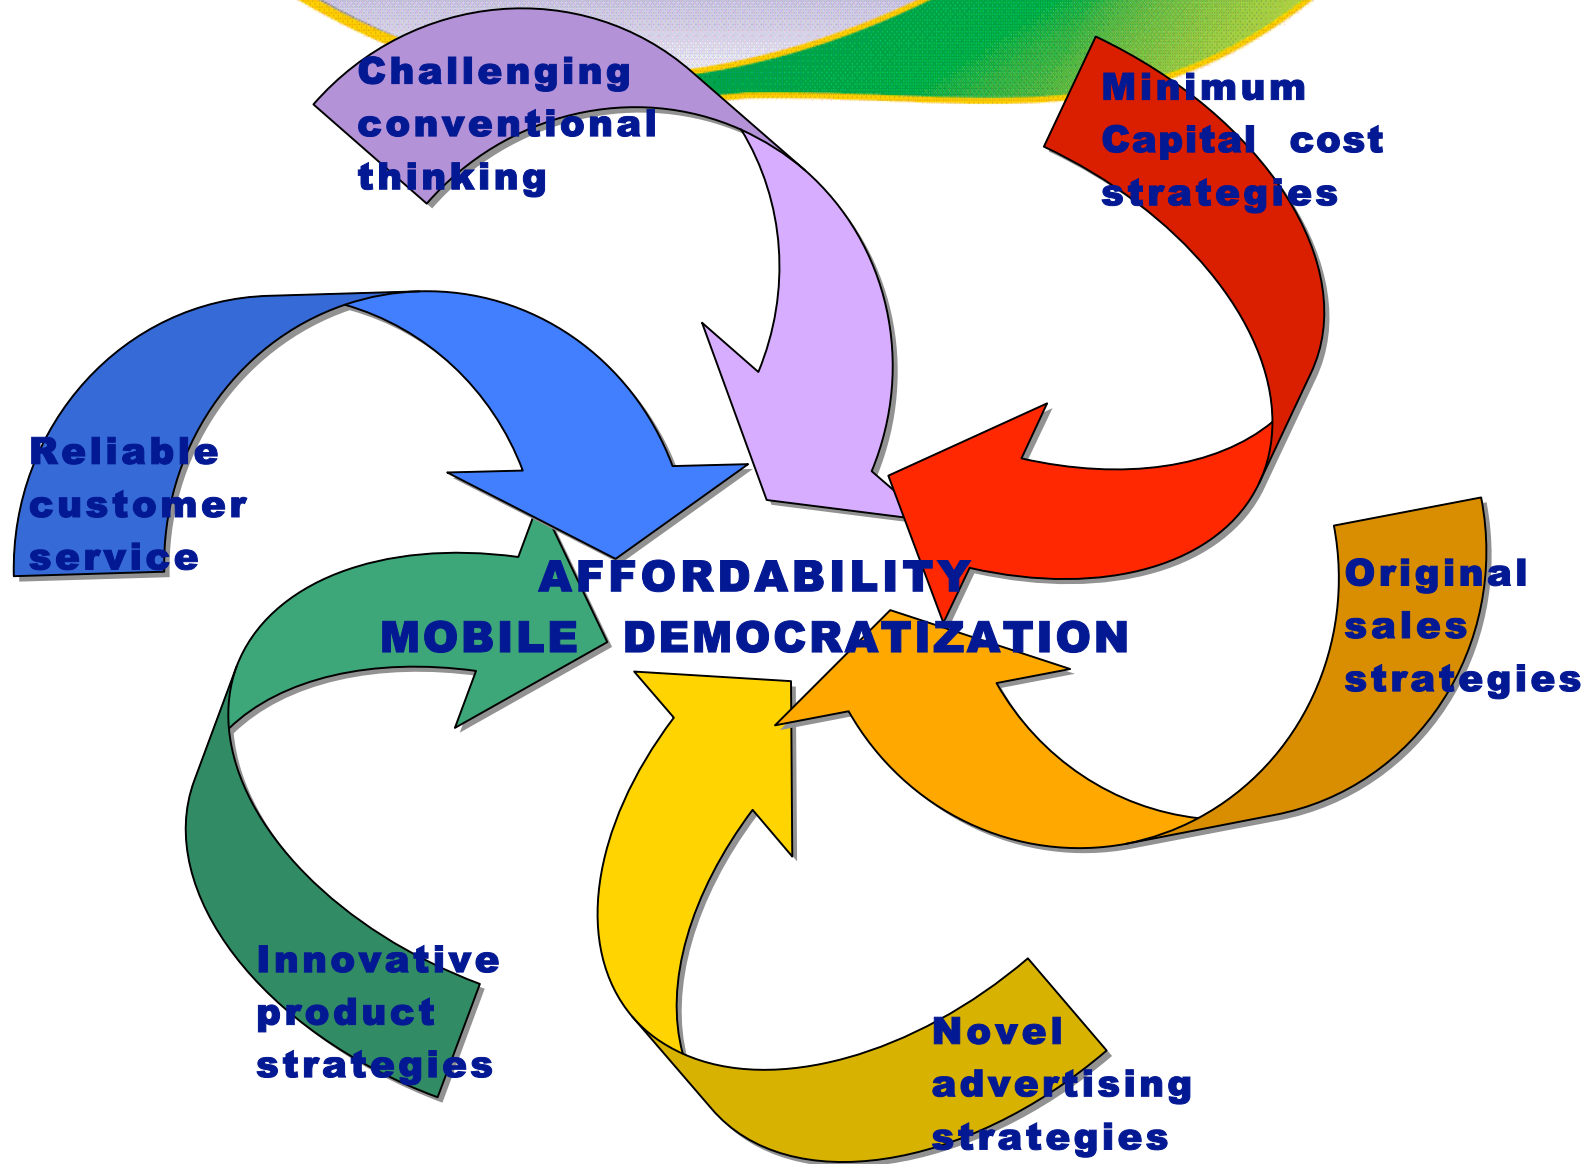 Challenging
conventional
thinking
Minimum
Capital cost
strategies
Reliable
customer
service
AFFORDABILITY
MOBILE DEMOCRATIZATION
Original
sales
strategies
Innovative
product
strategies
Novel
advertising
strategies